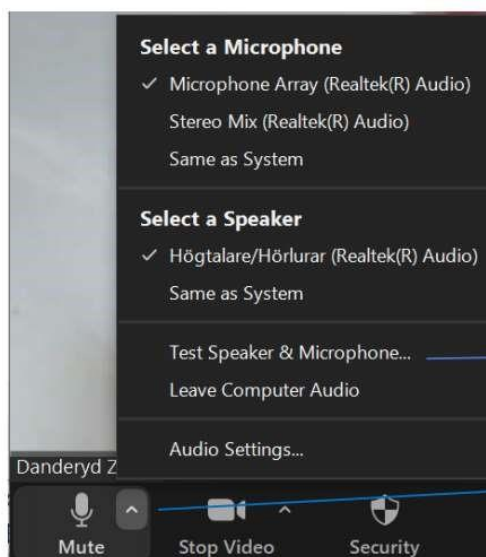 Select a Microphone
✓ Microphone Array (Realtek(R) Audio)
Stereo Mix (Realtek(R) Audio)
Same as System
Select a Speaker
✓ Högtalare/Hörlurar (Realtek(R) Audio)
Same as System
Test Speaker & Microphone...
Leave Computer Audio
Audio Settings...
Danderyd Z
Mute
Stop Video
Security